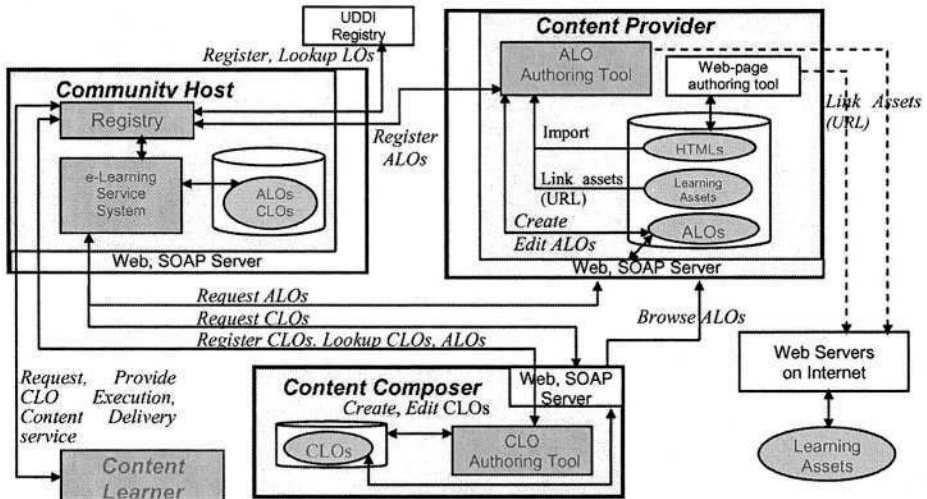 UDDI
Registry
Register, Lookup LOs
Community Host
Registry
e-Learning
Service
System
ALOs
CLOs
Web, SOAP Server
Register
ALOs
Content Provider
ALO
Authoring Tool
Web-page
authoring tool
Import
HTMLs
Link assets
(URL)
Learning
Assets
Create
Edit ALOs
ALOs
Web, SOAP Server
Link Assets
(URL)
Request ALOs
Request CLOs
Register CLOs. Lookup CLOs, ALOs
Browse ALOs
Request, Provide
CLO Execution,
Content Delivery
service
Content
Learner
Content Composer
Web, SOAP
Server
Create, Edit CLOs
CLOs
CLO
Authoring Tool
Web Servers
on Internet
Learning
Assets